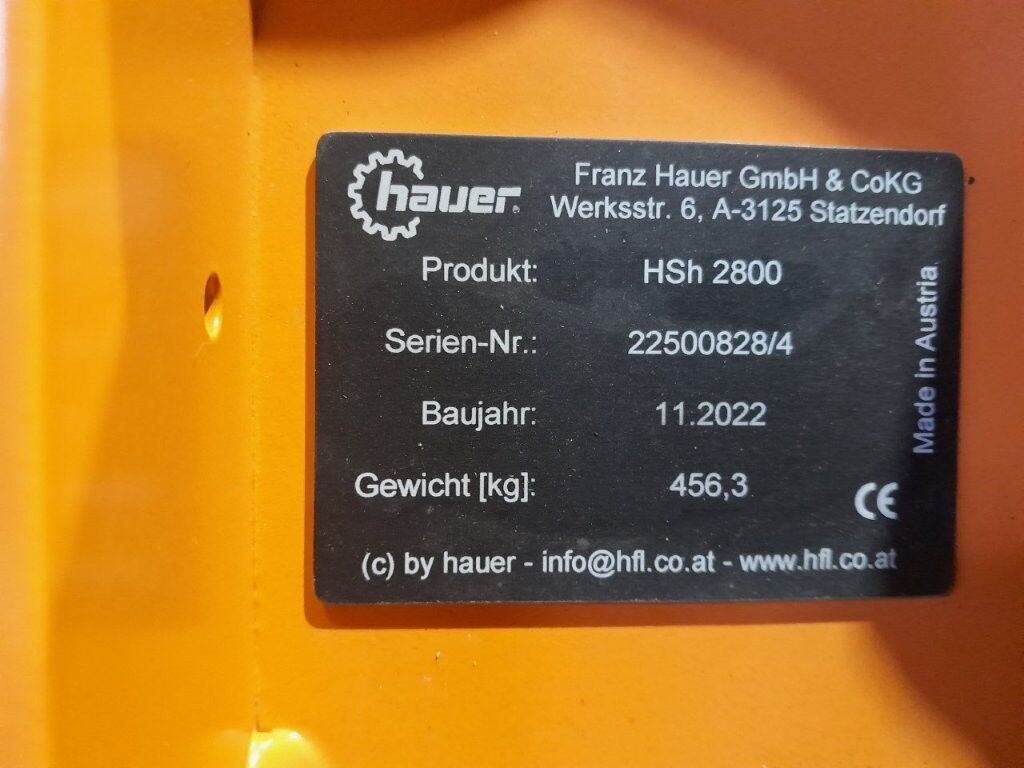 hauer
Franz Hauer GmbH & CoKG
Werksstr. 6, A-3125 Statzendorf
Produkt: HSh 2800
Serien-Nr.: 22500828/4
Baujahr: 11.2022
Gewicht [kg]: 456,3
Made in Austria
CE
(c) by hauer - info@hfl.co.at - www.hfl.co.at